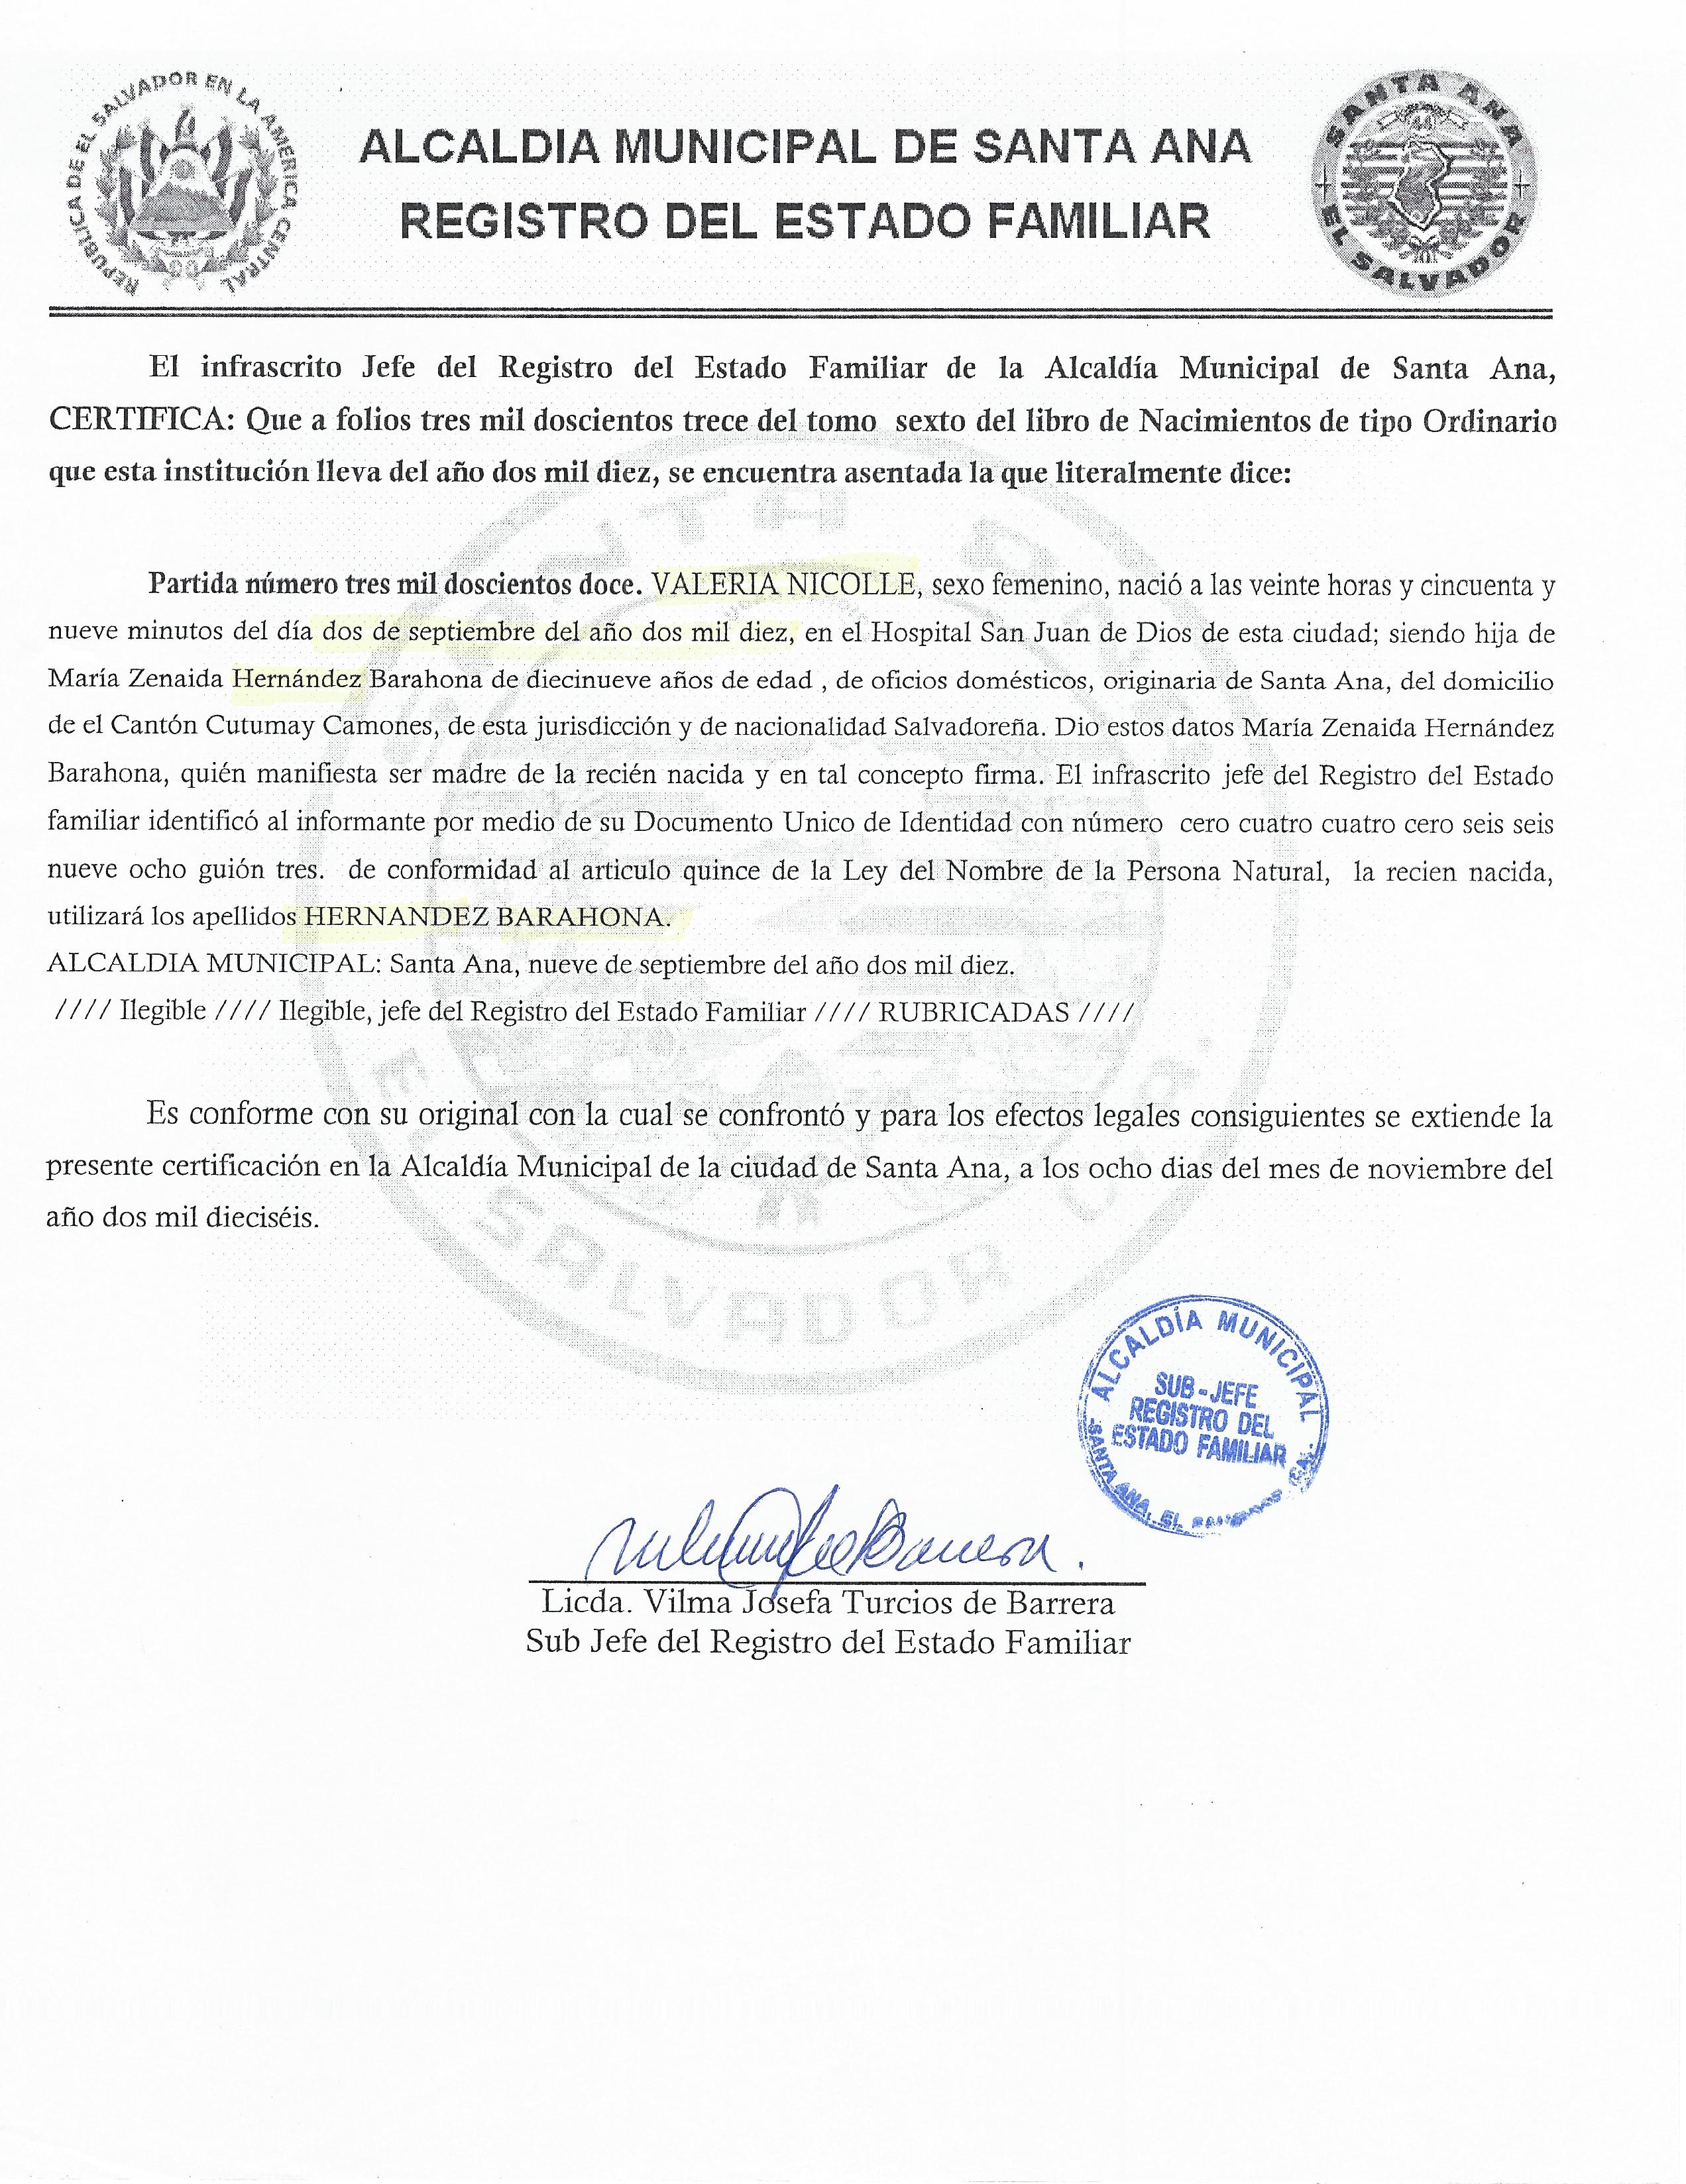 REPUBLICA DE EL SALVADOR EN LA AMERICA CENTRAL
ALCALDIA MUNICIPAL DE SANTA ANA
REGISTRO DEL ESTADO FAMILIAR
SANTA ANA
EL SALVADOR
El infrascrito Jefe del Registro del Estado Familiar de la Alcaldía Municipal de Santa Ana,
CERTIFICA: Que a folios tres mil doscientos trece del tomo sexto del libro de Nacimientos de tipo Ordinario
que esta institución lleva del año dos mil diez, se encuentra asentada la que literalmente dice:
Partida número tres mil doscientos doce. VALERIA NICOLLE, sexo femenino, nació a las veinte horas y cincuenta y
nueve minutos del día dos de septiembre del año dos mil diez, en el Hospital San Juan de Dios de esta ciudad; siendo hija de
María Zenaida Hernández Barahona de diecinueve años de edad , de oficios domésticos, originaria de Santa Ana, del domicilio
de el Cantón Cutumay Camones, de esta jurisdicción y de nacionalidad Salvadoreña. Dio estos datos María Zenaida Hernández
Barahona, quién manifiesta ser madre de la recién nacida y en tal concepto firma. El infrascrito jefe del Registro del Estado
familiar identificó al informante por medio de su Documento Unico de Identidad con número cero cuatro cuatro cero seis seis
nueve ocho guión tres. de conformidad al articulo quince de la Ley del Nombre de la Persona Natural, la recien nacida,
utilizará los apellidos HERNANDEZ BARAHONA.
ALCALDIA MUNICIPAL: Santa Ana, nueve de septiembre del año dos mil diez.
//// Ilegible //// Ilegible, jefe del Registro del Estado Familiar //// RUBRICADAS ////
Es conforme con su original con la cual se confrontó y para los efectos legales consiguientes se extiende la
presente certificación en la Alcaldía Municipal de la ciudad de Santa Ana, a los ocho dias del mes de noviembre del
año dos mil dieciséis.
ALCALDÍA MUNICIPAL
SUB-JEFE
REGISTRO DEL
ESTADO FAMILIAR
SANTA ANA, EL
Licda. Vilma Josefa Turcios de Barrera
Sub Jefe del Registro del Estado Familiar